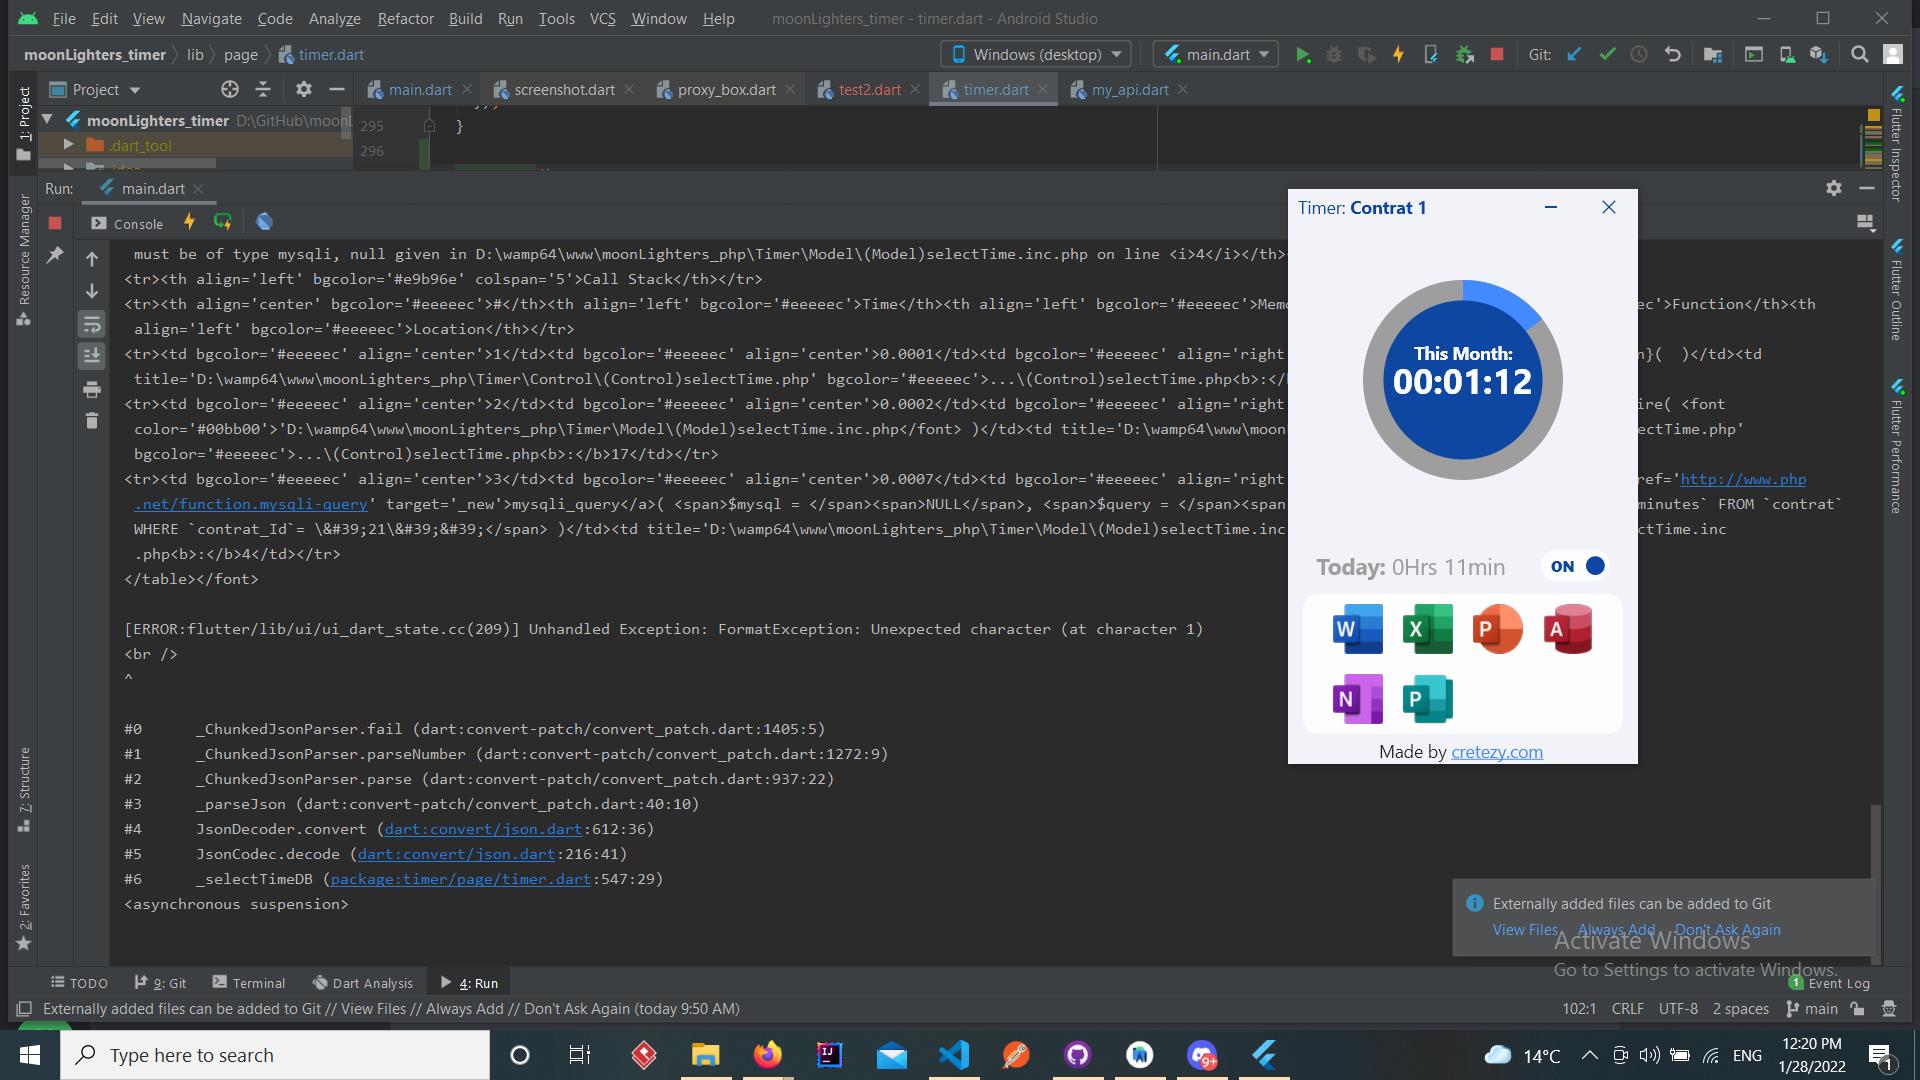 File Edit View Navigate Code Analyze Refactor Build Run Tools VCS Window Help moonLighters_timer - timer.dart - Android Studio
moonLighters_timer lib page timer.dart Windows (desktop) main.dart Git:
Project main.dart screenshot.dart proxy_box.dart test2.dart timer.dart my_api.dart
moonLighters_timer D:\GitHub\moonL
.dart_tool
295 }
296
1: Project
Resource Manager
7: Structure
2: Favorites
Flutter Inspector
Flutter Outline
Flutter Performance
Run: main.dart
Console
must be of type mysqli, null given in D:\wamp64\www\moonLighters_php\Timer\Model\(Model)selectTime.inc.php on line <i>4</i></th>
<tr><th align='left' bgcolor='#e9b96e' colspan='5'>Call Stack</th></tr>
<tr><th align='center' bgcolor='#eeeeec'>#</th><th align='left' bgcolor='#eeeeec'>Time</th><th align='left' bgcolor='#eeeeec'>Mem ec'>Function</th><th
align='left' bgcolor='#eeeeec'>Location</th></tr>
<tr><td bgcolor='#eeeeec' align='center'>1</td><td bgcolor='#eeeeec' align='center'>0.0001</td><td bgcolor='#eeeeec' align='right n}( )</td><td
title='D:\wamp64\www\moonLighters_php\Timer\Control\(Control)selectTime.php' bgcolor='#eeeeec'>...\(Control)selectTime.php<b>:</
<tr><td bgcolor='#eeeeec' align='center'>2</td><td bgcolor='#eeeeec' align='center'>0.0002</td><td bgcolor='#eeeeec' align='right ire( <font
color='#00bb00'>'D:\wamp64\www\moonLighters_php\Timer\Model\(Model)selectTime.inc.php</font> )</td><td title='D:\wamp64\www\moon ectTime.php'
bgcolor='#eeeeec'>...\(Control)selectTime.php<b>:</b>17</td></tr>
<tr><td bgcolor='#eeeeec' align='center'>3</td><td bgcolor='#eeeeec' align='center'>0.0007</td><td bgcolor='#eeeeec' align='right ref='http://www.php
.net/function.mysqli-query' target='_new'>mysqli_query</a>( <span>$mysql = </span><span>NULL</span>, <span>$query = </span><span minutes` FROM `contrat`
WHERE `contrat_Id`= \&#39;21\&#39;&#39;</span> )</td><td title='D:\wamp64\www\moonLighters_php\Timer\Model\(Model)selectTime.inc ctTime.inc
.php<b>:</b>4</td></tr>
</table></font>
[ERROR:flutter/lib/ui/ui_dart_state.cc(209)] Unhandled Exception: FormatException: Unexpected character (at character 1)
<br />
^
#0 _ChunkedJsonParser.fail (dart:convert-patch/convert_patch.dart:1405:5)
#1 _ChunkedJsonParser.parseNumber (dart:convert-patch/convert_patch.dart:1272:9)
#2 _ChunkedJsonParser.parse (dart:convert-patch/convert_patch.dart:937:22)
#3 _parseJson (dart:convert-patch/convert_patch.dart:40:10)
#4 JsonDecoder.convert (dart:convert/json.dart:612:36)
#5 JsonCodec.decode (dart:convert/json.dart:216:41)
#6 _selectTimeDB (package:timer/page/timer.dart:547:29)
<asynchronous suspension>
Timer: Contrat 1
This Month:
00:01:12
Today: 0Hrs 11min ON
W X P A
N P
Made by cretezy.com
Externally added files can be added to Git
View Files Always Add Don't Ask Again
Activate Windows
Go to Settings to activate Windows.
TODO 9: Git Terminal Dart Analysis 4: Run 1 Event Log
Externally added files can be added to Git // View Files // Always Add // Don't Ask Again (today 9:50 AM) 102:1 CRLF UTF-8 2 spaces main
Type here to search 9+ 14°C ENG 12:20 PM
1/28/2022 1